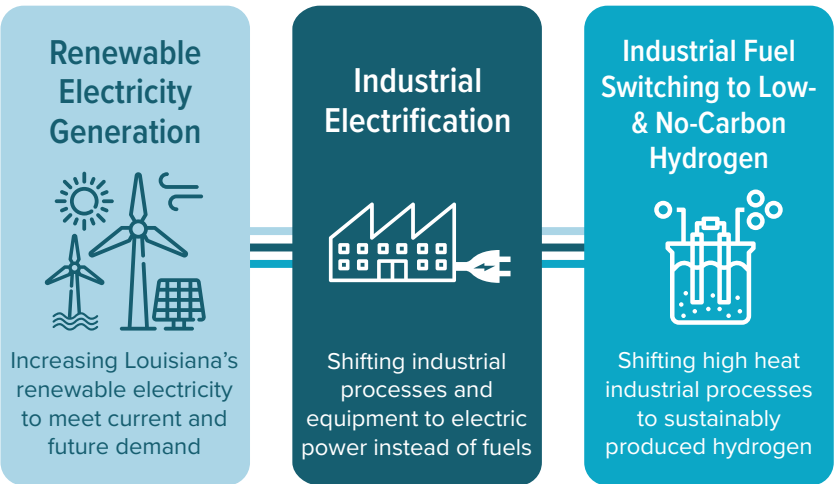 Renewable
Electricity
Generation
Increasing Louisiana's
renewable electricity
to meet current and
future demand
Industrial
Electrification
Shifting industrial
processes and
equipment to electric
power instead of fuels
Industrial Fuel
Switching to Low-
& No-Carbon
Hydrogen
Shifting high heat
industrial processes
to sustainably
produced hydrogen